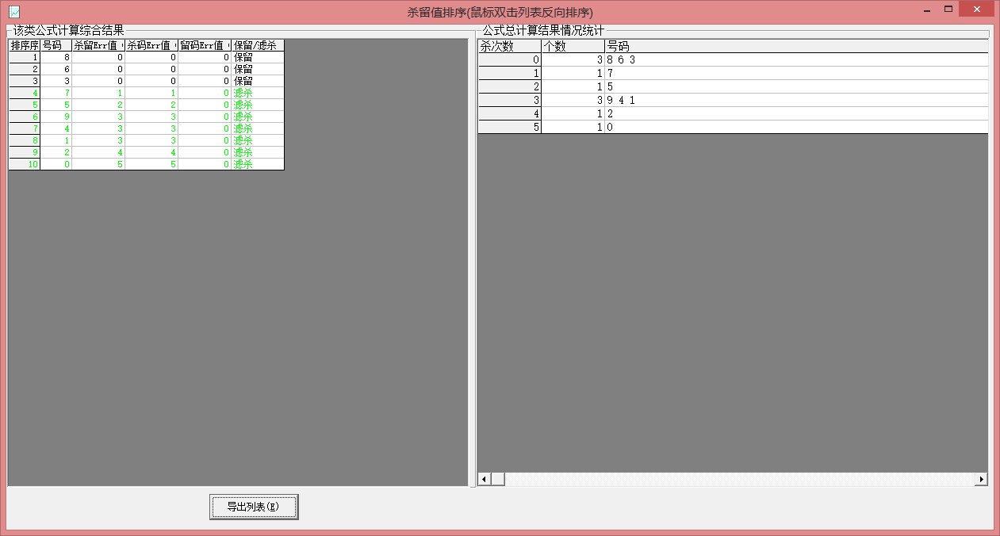 杀留值排序(鼠标双击列表反向排序)
该类公式计算综合结果
排序序 号码 杀留Err值 杀码Err值 留码Err值 保留/滤杀
1 8 0 0 0 保留
2 6 0 0 0 保留
3 3 0 0 0 保留
4 7 1 1 0 滤杀
5 5 2 2 0 滤杀
6 9 3 3 0 滤杀
7 4 3 3 0 滤杀
8 1 3 3 0 滤杀
9 2 4 4 0 滤杀
10 0 5 5 0 滤杀
公式总计算结果情况统计
杀次数 个数 号码
0 3 8 6 3
1 1 7
2 1 5
3 3 9 4 1
4 1 2
5 1 0
导出列表(E)